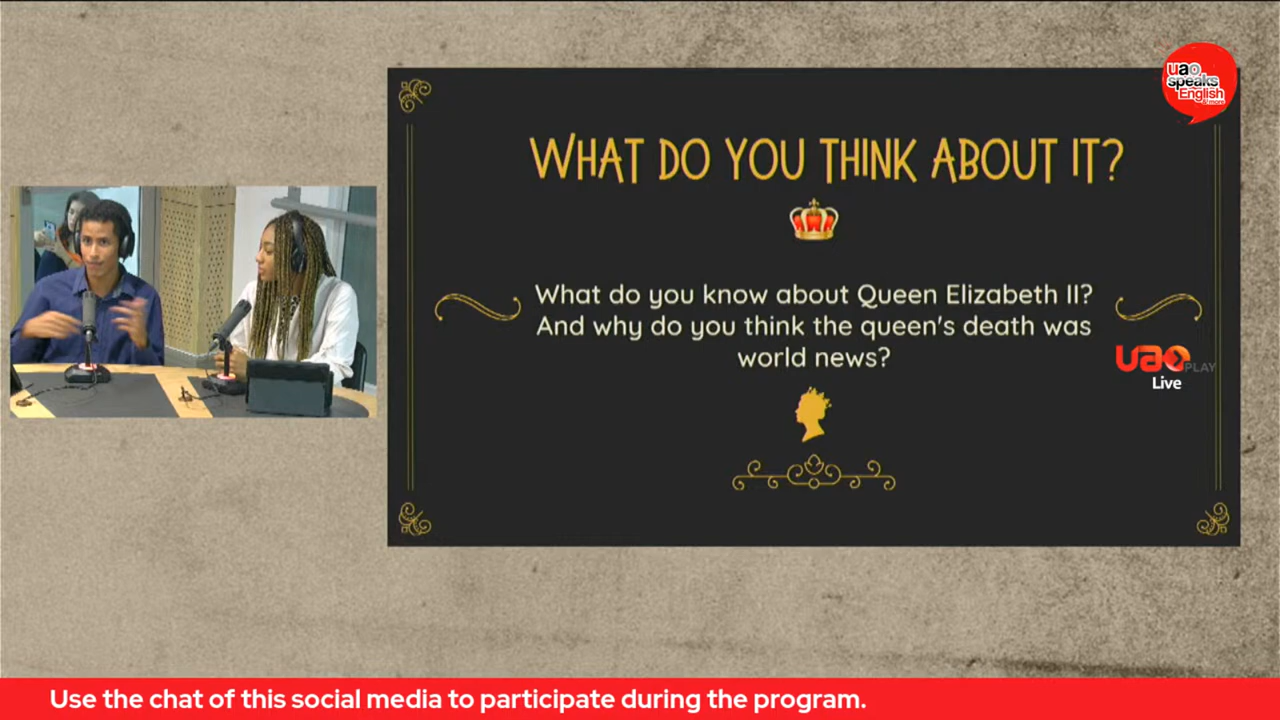 uao
speaks
English
& more
WHAT DO YOU THINK ABOUT IT?
What do you know about Queen Elizabeth II?
And why do you think the queen's death was
world news?
uao PLAY
Live
Use the chat of this social media to participate during the program.